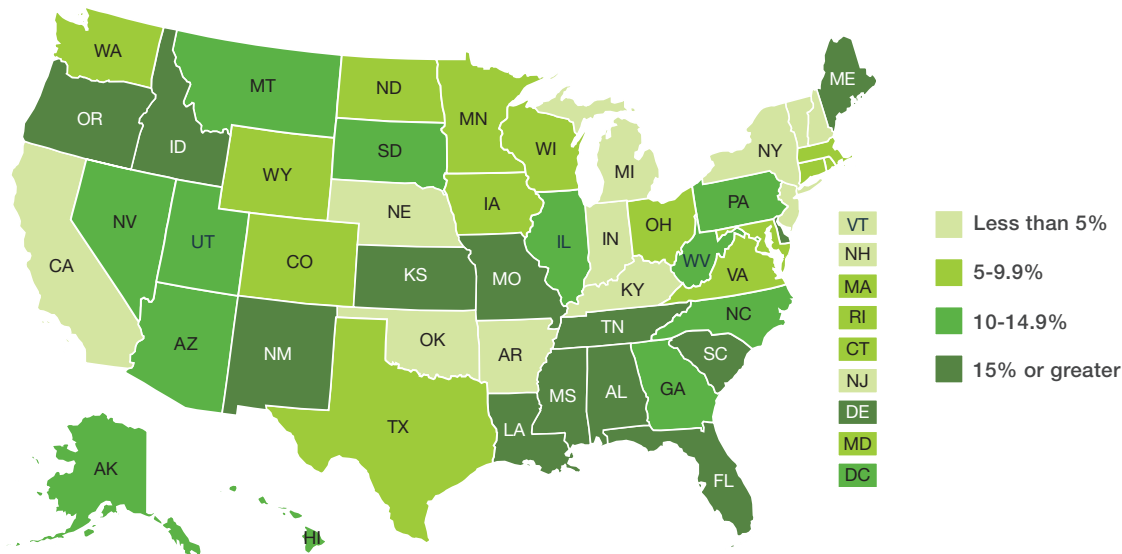 WA
MT
ND
MN
ME
OR
ID
SD
WI
MI
NY
WY
IA
NE
PA
NV
UT
CO
IL
IN
OH
WV
VA
CA
KS
MO
KY
NC
AZ
NM
OK
AR
TN
SC
TX
LA
MS
AL
GA
FL
AK
HI
VT
NH
MA
RI
CT
NJ
DE
MD
DC
Less than 5%
5-9.9%
10-14.9%
15% or greater